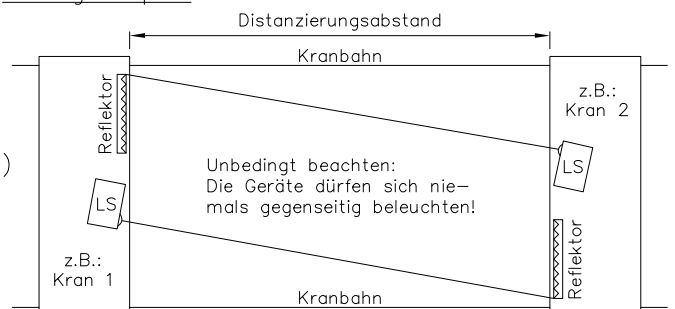 Distanzierungsabstand
Kranbahn
Reflektor
z.B.:
Kran 2
LS
Unbedingt beachten:
Die Geräte dürfen sich nie-
mals gegenseitig beleuchten!
LS
z.B.:
Kran 1
Reflektor
Kranbahn